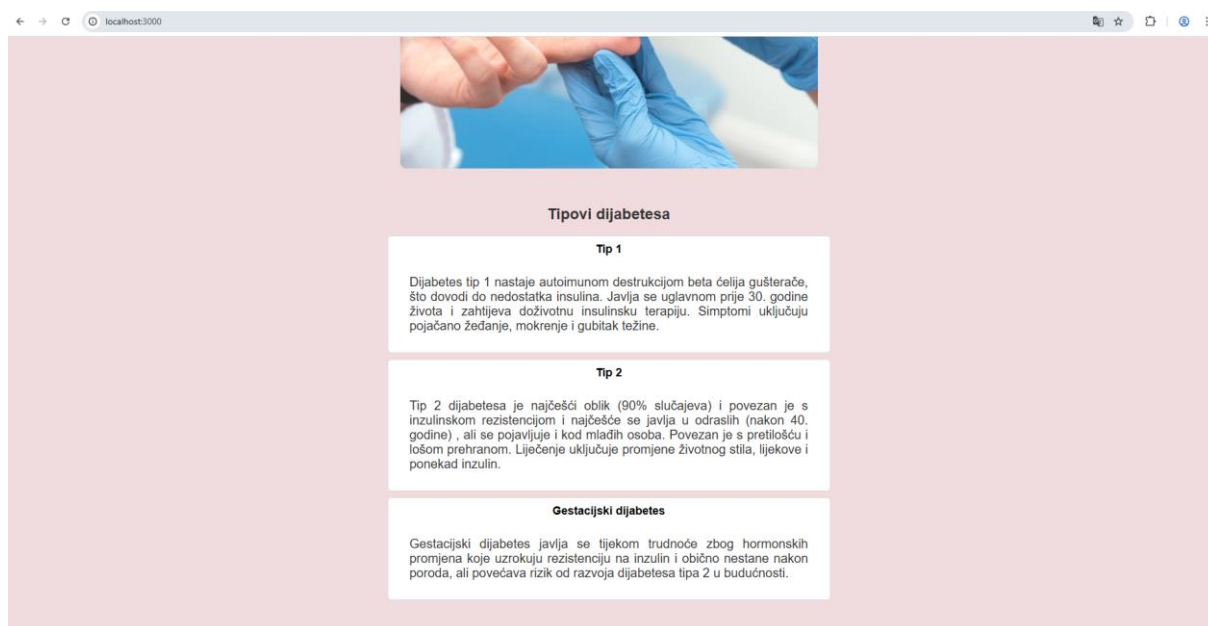 localhost:3000
Tipovi dijabetesa
Tip 1
Dijabetes tip 1 nastaje autoimunom destrukcijom beta ćelija gušterače,
što dovodi do nedostatka insulina. Javlja se uglavnom prije 30. godine
života i zahtijeva doživotnu insulinsku terapiju. Simptomi uključuju
pojačano žeđanje, mokrenje i gubitak težine.
Tip 2
Tip 2 dijabetesa je najčešći oblik (90% slučajeva) i povezan je s
inzulinskom rezistencijom i najčešće se javlja u odraslih (nakon 40.
godine) , ali se pojavljuje i kod mlađih osoba. Povezan je s pretilošću i
lošom prehranom. Liječenje uključuje promjene životnog stila, lijekove i
ponekad inzulin.
Gestacijski dijabetes
Gestacijski dijabetes javlja se tijekom trudnoće zbog hormonskih
promjena koje uzrokuju rezistenciju na inzulin i obično nestane nakon
poroda, ali povećava rizik od razvoja dijabetesa tipa 2 u budućnosti.